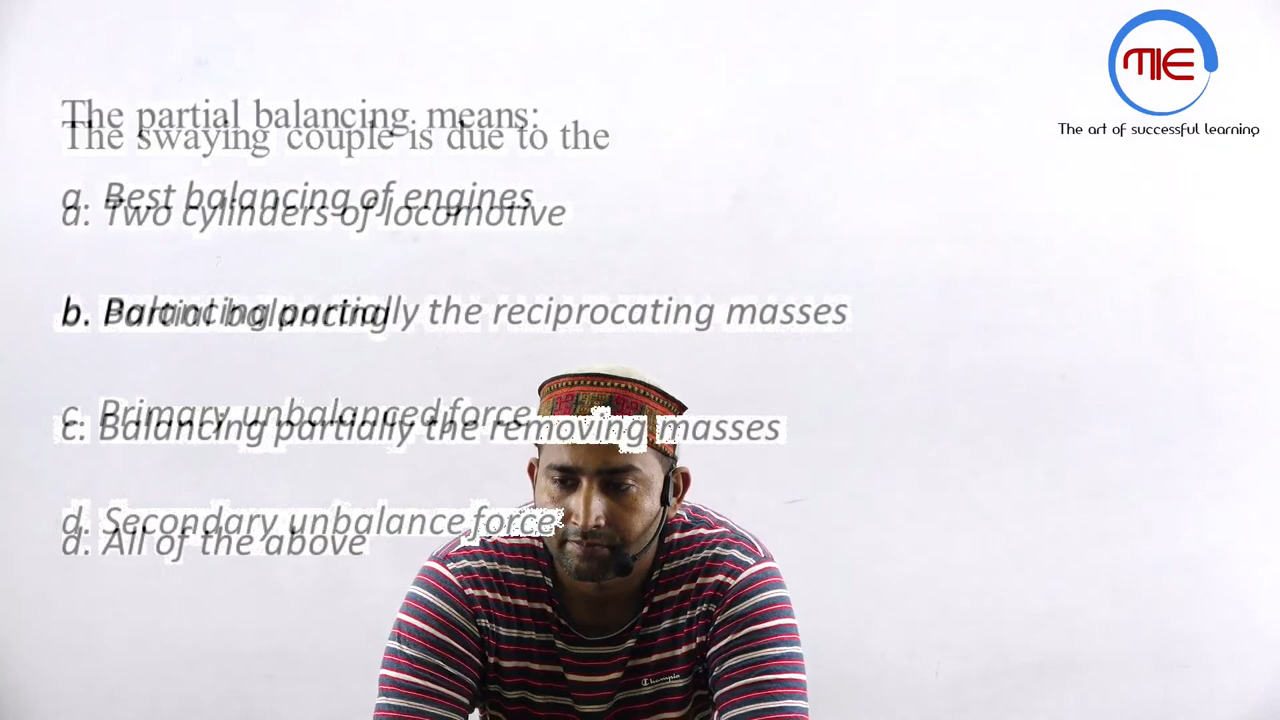 MIE
The art of successful learning
The partial balancing means:
The swaying couple is due to the
a. Best balancing of engines
a. Two cylinders of locomotive
b. Balancing partially the reciprocating masses
b. Partial balancing
c. Primary unbalanced force
c. Balancing partially the removing masses
d. Secondary unbalance force
d. All of the above
Champio